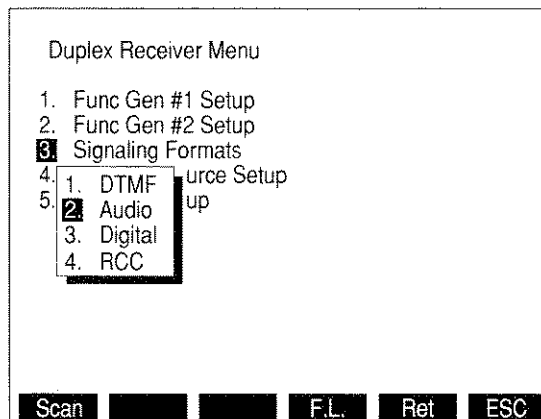 Duplex Receiver Menu
1. Func Gen #1 Setup
2. Func Gen #2 Setup
3. Signaling Formats
4. urce Setup
5. up
1. DTMF
2. Audio
3. Digital
4. RCC
Scan F.L. Ret ESC